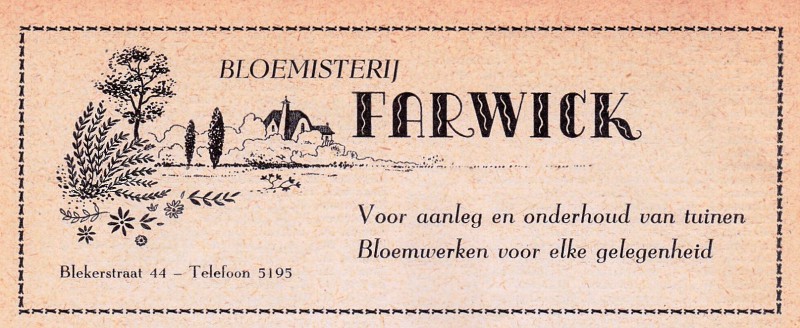 BLOEMISTERIJ
FARWICK
Voor aanleg en onderhoud van tuinen
Bloemwerken voor elke gelegenheid
Blekerstraat 44 – Telefoon 5195